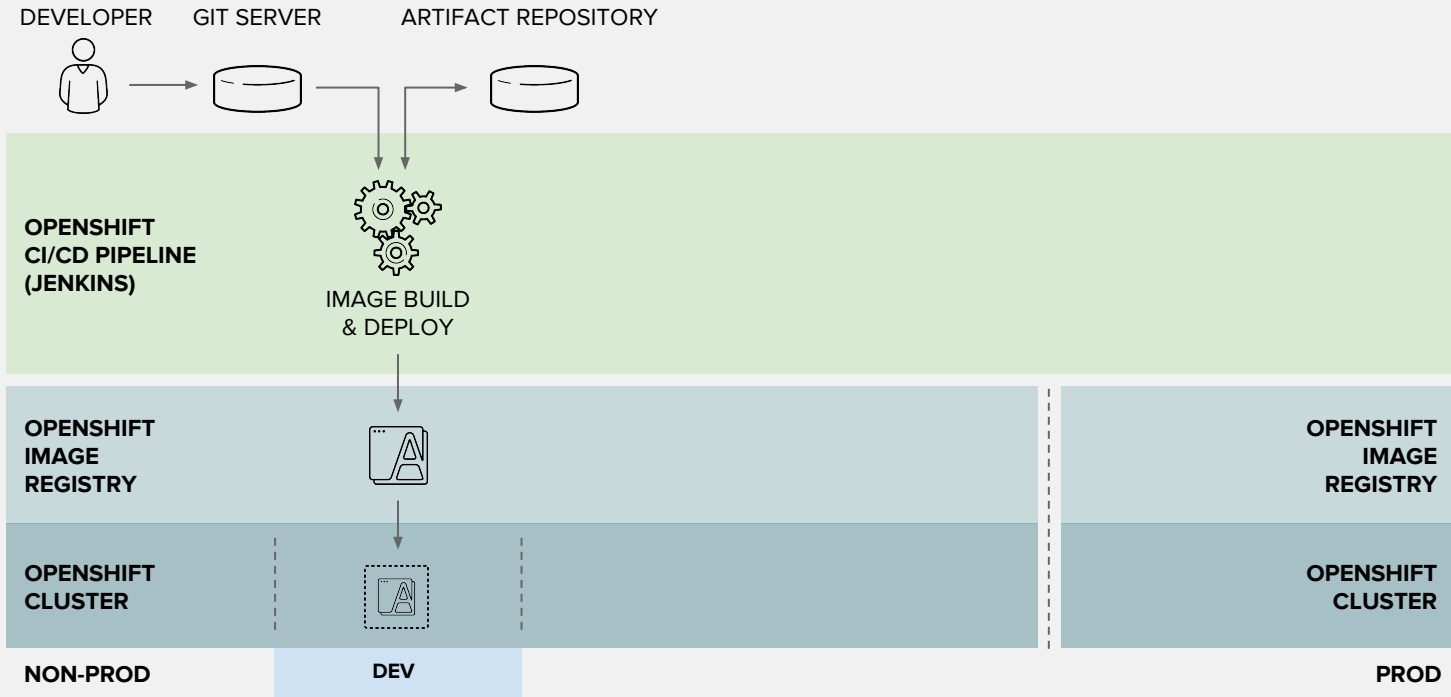 DEVELOPER
GIT SERVER
ARTIFACT REPOSITORY
OPENSHIFT
CI/CD PIPELINE
(JENKINS)
IMAGE BUILD
& DEPLOY
OPENSHIFT
IMAGE
REGISTRY
A
OPENSHIFT
IMAGE
REGISTRY
OPENSHIFT
CLUSTER
A
OPENSHIFT
CLUSTER
NON-PROD
DEV
PROD